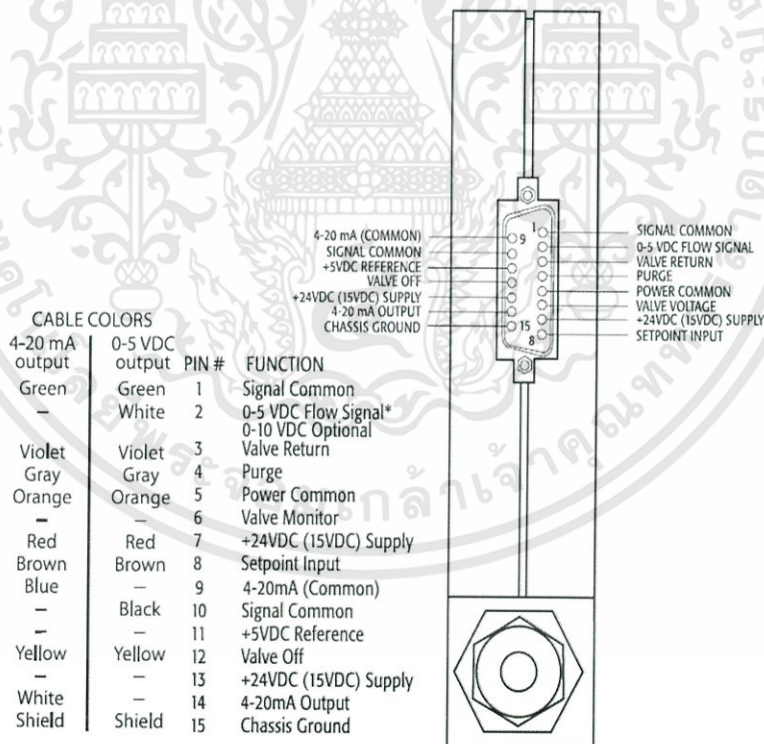 4-20 mA (COMMON)
SIGNAL COMMON
+5VDC REFERENCE
VALVE OFF
+24VDC (15VDC) SUPPLY
4-20 mA OUTPUT
CHASSIS GROUND
9
15
1
8
SIGNAL COMMON
0-5 VDC FLOW SIGNAL
VALVE RETURN
PURGE
POWER COMMON
VALVE VOLTAGE
+24VDC (15VDC) SUPPLY
SETPOINT INPUT
CABLE COLORS
4-20 mA output 0-5 VDC output PIN # FUNCTION
Green Green 1 Signal Common
– White 2 0-5 VDC Flow Signal*
0-10 VDC Optional
Violet Violet 3 Valve Return
Gray Gray 4 Purge
Orange Orange 5 Power Common
– – 6 Valve Monitor
Red Red 7 +24VDC (15VDC) Supply
Brown Brown 8 Setpoint Input
Blue – 9 4-20mA (Common)
– Black 10 Signal Common
– – 11 +5VDC Reference
Yellow Yellow 12 Valve Off
– – 13 +24VDC (15VDC) Supply
White – 14 4-20mA Output
Shield Shield 15 Chassis Ground